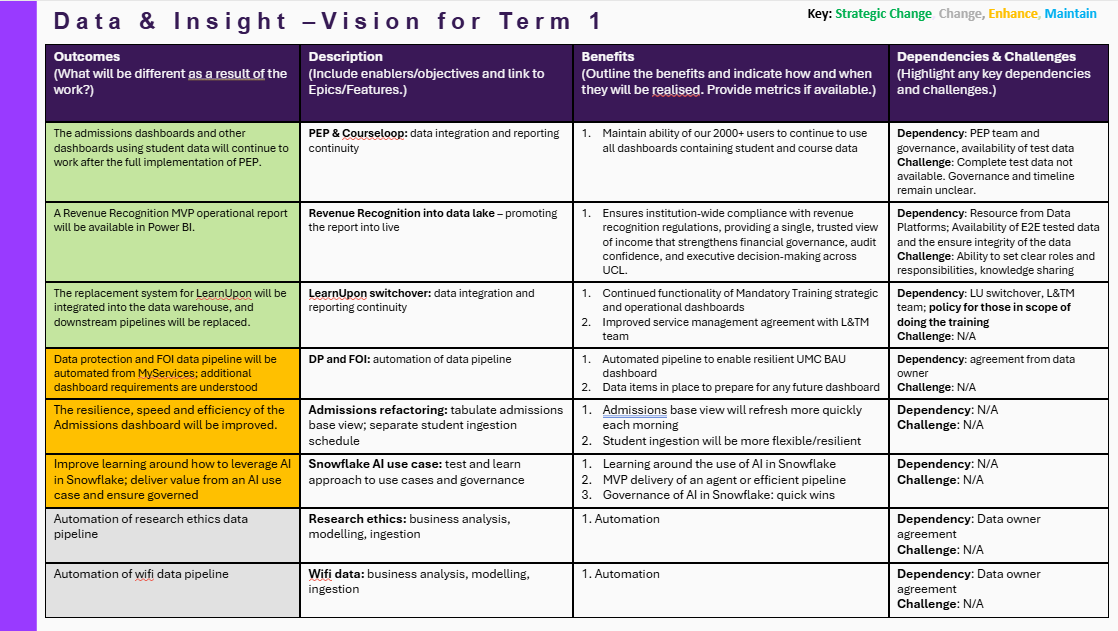 Data & Insight –Vision for Term 1
Key: Strategic Change, Change, Enhance, Maintain
Outcomes
(What will be different as a result of the
work?)
Description
(Include enablers/objectives and link to
Epics/Features.)
Benefits
(Outline the benefits and indicate how and when
they will be realised. Provide metrics if available.)
Dependencies & Challenges
(Highlight any key dependencies
and challenges.)
The admissions dashboards and other
dashboards using student data will continue to
work after the full implementation of PEP.
PEP & Courseloop: data integration and reporting
continuity
1. Maintain ability of our 2000+ users to continue to use
all dashboards containing student and course data
Dependency: PEP team and
governance, availability of test data
Challenge: Complete test data not
available. Governance and timeline
remain unclear.
A Revenue Recognition MVP operational report
will be available in Power BI.
Revenue Recognition into data lake – promoting
the report into live
1. Ensures institution-wide compliance with revenue
recognition regulations, providing a single, trusted view
of income that strengthens financial governance, audit
confidence, and executive decision-making across
UCL.
Dependency: Resource from Data
Platforms; Availability of E2E tested data
and the ensure integrity of the data
Challenge: Ability to set clear roles and
responsibilities, knowledge sharing
The replacement system for LearnUpon will be
integrated into the data warehouse, and
downstream pipelines will be replaced.
LearnUpon switchover: data integration and
reporting continuity
1. Continued functionality of Mandatory Training strategic
and operational dashboards
2. Improved service management agreement with L&TM
team
Dependency: LU switchover, L&TM
team; policy for those in scope of
doing the training
Challenge: N/A
Data protection and FOI data pipeline will be
automated from MyServices; additional
dashboard requirements are understood
DP and FOI: automation of data pipeline
1. Automated pipeline to enable resilient UMC BAU
dashboard
2. Data items in place to prepare for any future dashboard
Dependency: agreement from data
owner
Challenge: N/A
The resilience, speed and efficiency of the
Admissions dashboard will be improved.
Admissions refactoring: tabulate admissions
base view; separate student ingestion
schedule
1. Admissions base view will refresh more quickly
each morning
2. Student ingestion will be more flexible/resilient
Dependency: N/A
Challenge: N/A
Improve learning around how to leverage AI
in Snowflake; deliver value from an AI use
case and ensure governed
Snowflake AI use case: test and learn
approach to use cases and governance
1. Learning around the use of AI in Snowflake
2. MVP delivery of an agent or efficient pipeline
3. Governance of AI in Snowflake: quick wins
Dependency: N/A
Challenge: N/A
Automation of research ethics data
pipeline
Research ethics: business analysis,
modelling, ingestion
1. Automation
Dependency: Data owner
agreement
Challenge: N/A
Automation of wifi data pipeline
Wifi data: business analysis, modelling,
ingestion
1. Automation
Dependency: Data owner
agreement
Challenge: N/A